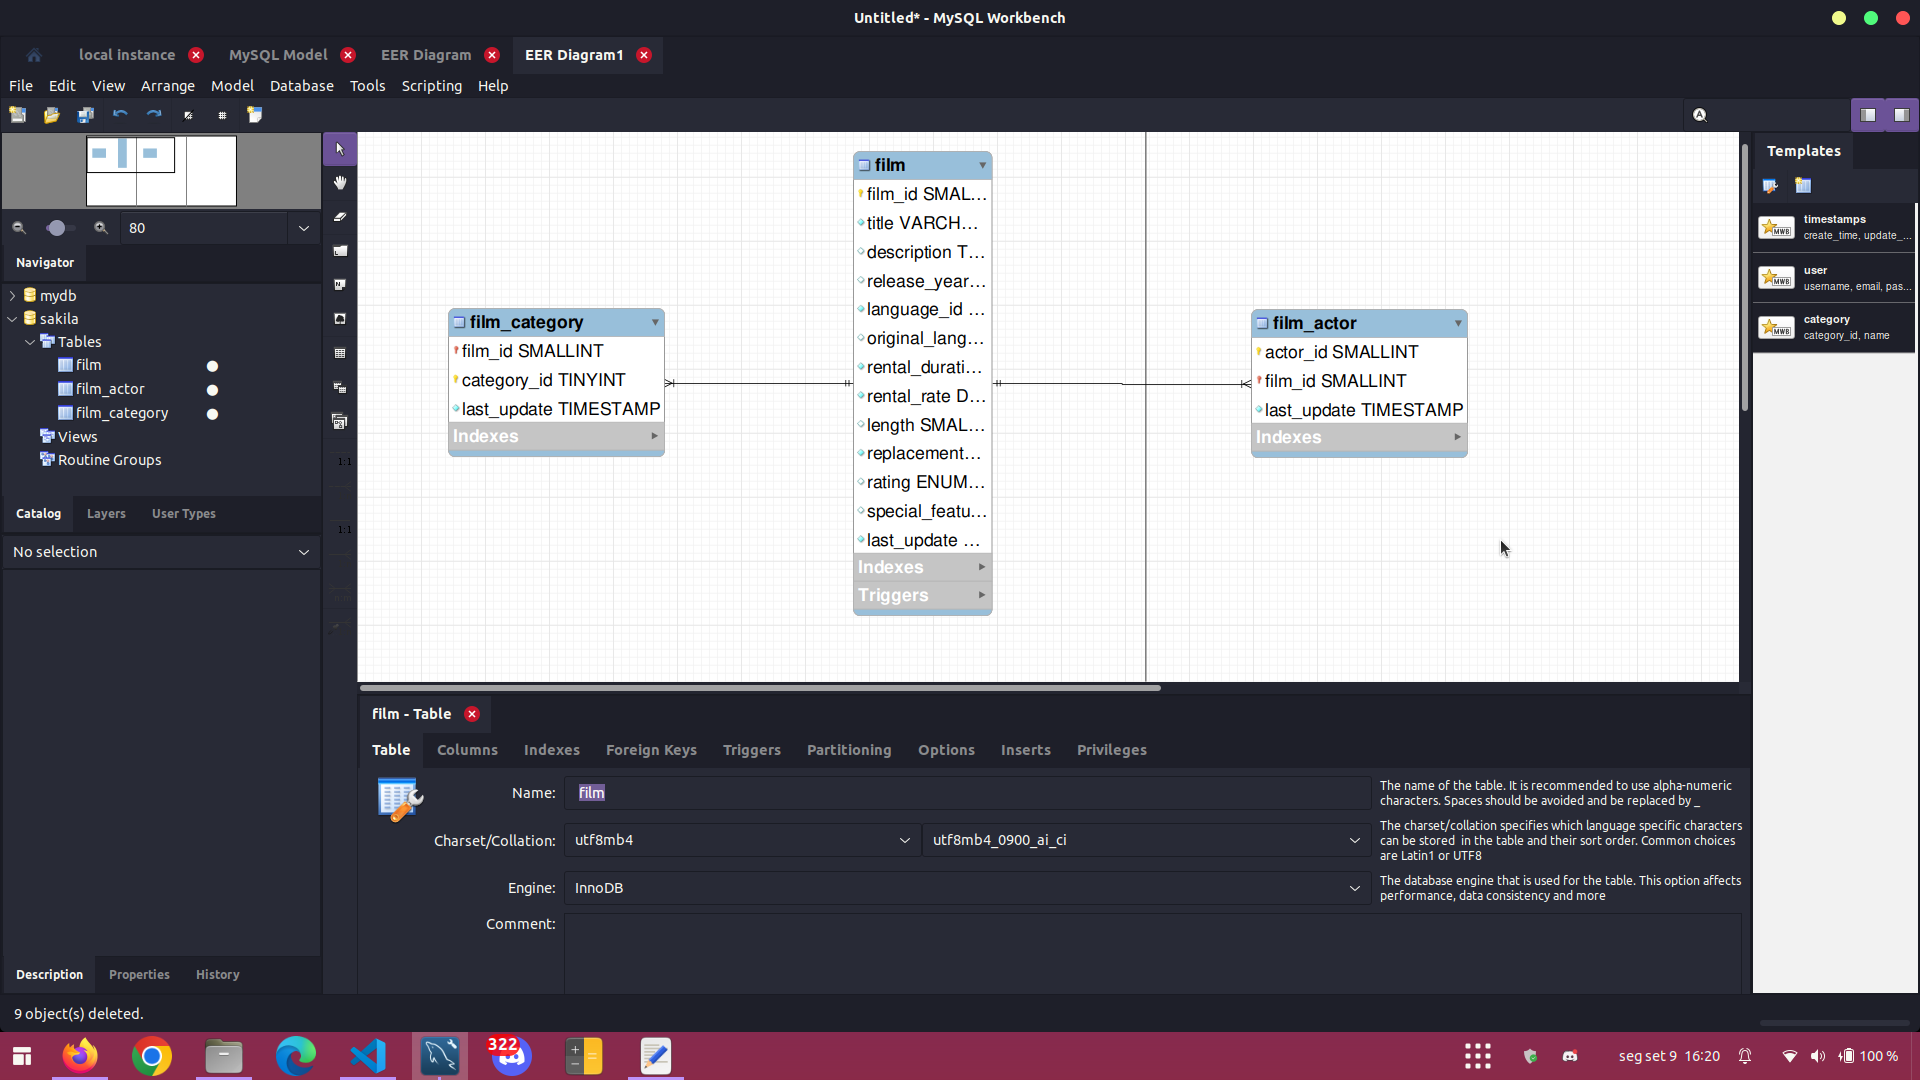 Untitled* - MySQL Workbench
local instance
MySQL Model
EER Diagram
EER Diagram1
File Edit View Arrange Model Database Tools Scripting Help
80
Navigator
mydb
sakila
Tables
film
film_actor
film_category
Views
Routine Groups
Catalog Layers User Types
No selection
Description Properties History
9 object(s) deleted.
1:1
1:1
film_category
film_id SMALLINT
category_id TINYINT
last_update TIMESTAMP
Indexes
film
film_id SMAL...
title VARCH...
description T...
release_year...
language_id ...
original_lang...
rental_durati...
rental_rate D...
length SMAL...
replacement...
rating ENUM...
special_featu...
last_update ...
Indexes
Triggers
film_actor
actor_id SMALLINT
film_id SMALLINT
last_update TIMESTAMP
Indexes
Templates
timestamps
create_time, update_...
user
username, email, pas...
category
category_id, name
film - Table
Table Columns Indexes Foreign Keys Triggers Partitioning Options Inserts Privileges
Name: film
The name of the table. It is recommended to use alpha-numeric
characters. Spaces should be avoided and be replaced by _
Charset/Collation: utf8mb4 utf8mb4_0900_ai_ci
The charset/collation specifies which language specific characters
can be stored in the table and their sort order. Common choices
are Latin1 or UTF8
Engine: InnoDB
The database engine that is used for the table. This option affects
performance, data consistency and more
Comment:
322
seg set 9 16:20
100 %